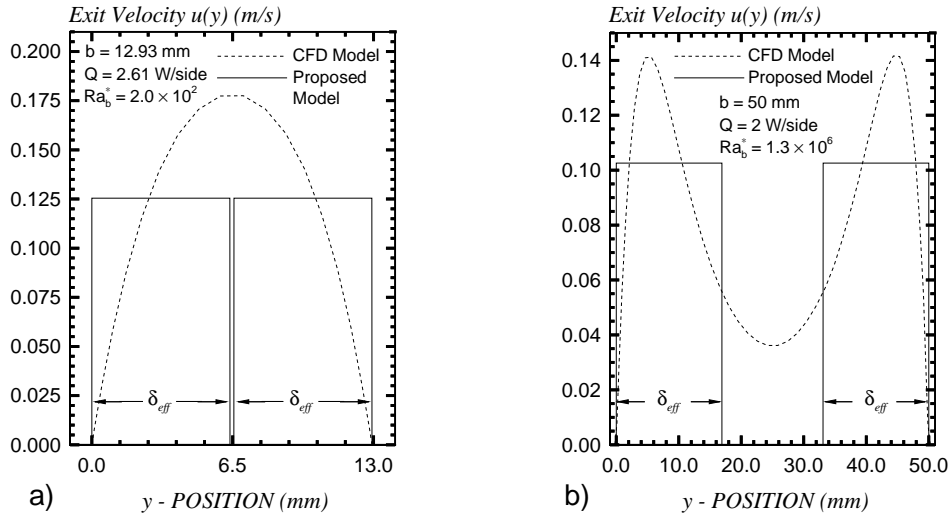 Exit Velocity u(y) (m/s)
b = 12.93 mm
Q = 2.61 W/side
Ra*b = 2.0 × 10²
CFD Model
Proposed Model
0.200
0.175
0.150
0.125
0.100
0.075
0.050
0.025
0.000
δeff
δeff
0.0
6.5
13.0
a)
y - POSITION (mm)
Exit Velocity u(y) (m/s)
CFD Model
Proposed Model
b = 50 mm
Q = 2 W/side
Ra*b = 1.3 × 10⁶
0.14
0.12
0.10
0.08
0.06
0.04
0.02
0.00
δeff
δeff
0.0
10.0
20.0
30.0
40.0
50.0
b)
y - POSITION (mm)